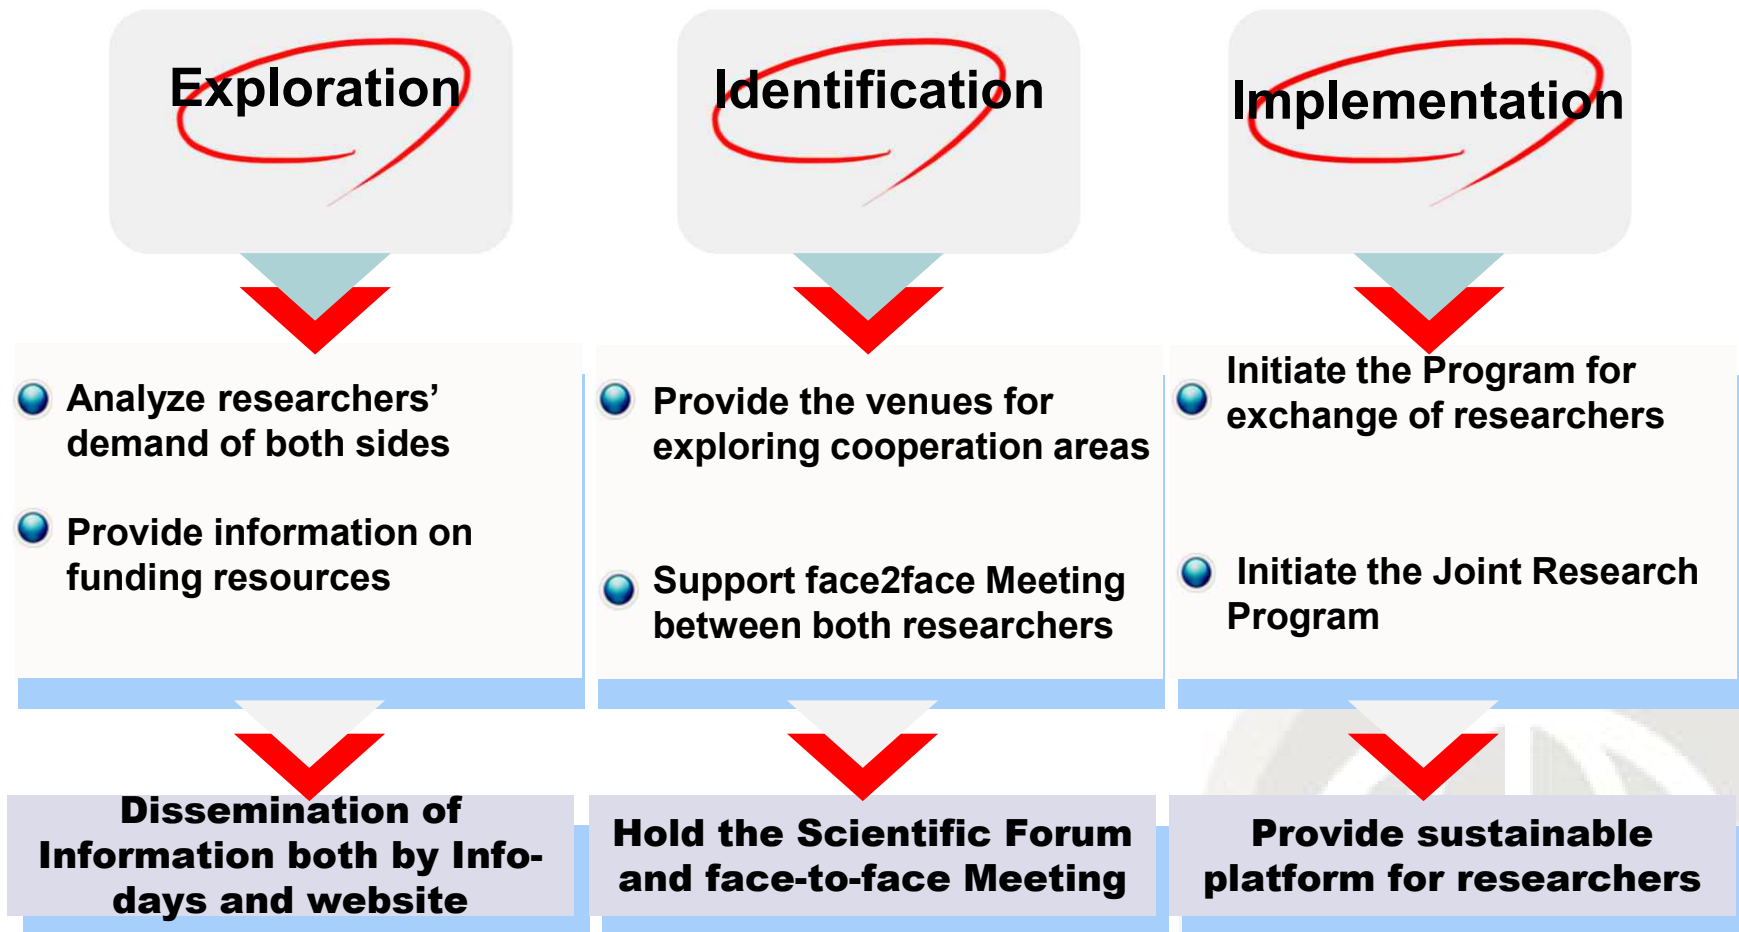 Exploration
Analyze researchers’
demand of both sides
Provide information on
funding resources
Dissemination of
Information both by Info-
days and website
Identification
Provide the venues for
exploring cooperation areas
Support face2face Meeting
between both researchers
Hold the Scientific Forum
and face-to-face Meeting
Implementation
Initiate the Program for
exchange of researchers
Initiate the Joint Research
Program
Provide sustainable
platform for researchers